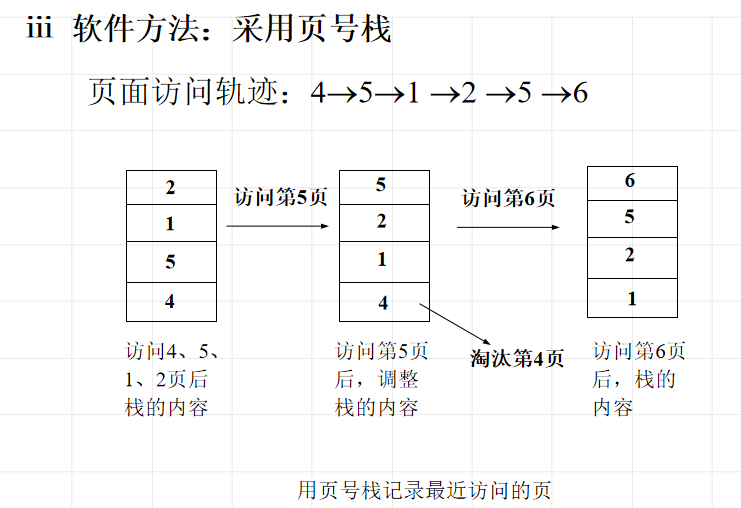 iii 软件方法：采用页号栈
页面访问轨迹：4→5→1→2→5→6
2
1
5
4
访问4、5、
1、2页后
栈的内容
访问第5页
5
2
1
4
访问第5页
后，调整
栈的内容
淘汰第4页
访问第6页
6
5
2
1
访问第6页
后，栈的
内容
用页号栈记录最近访问的页